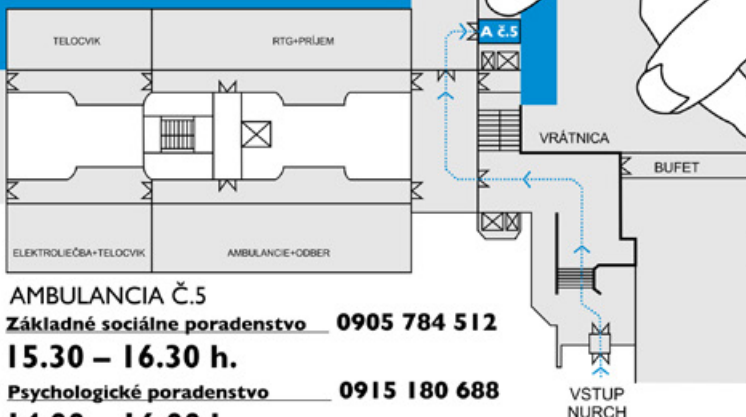 TELOCVIK
RTG+PRÍJEM
A č.5
VRÁTNICA
BUFET
ELEKTROLIEČBA+TELOCVIK
AMBULANCIE+ODBER
AMBULANCIA Č.5
Základné sociálne poradenstvo 0905 784 512
15.30 – 16.30 h.
Psychologické poradenstvo 0915 180 688
VSTUP
NURCH